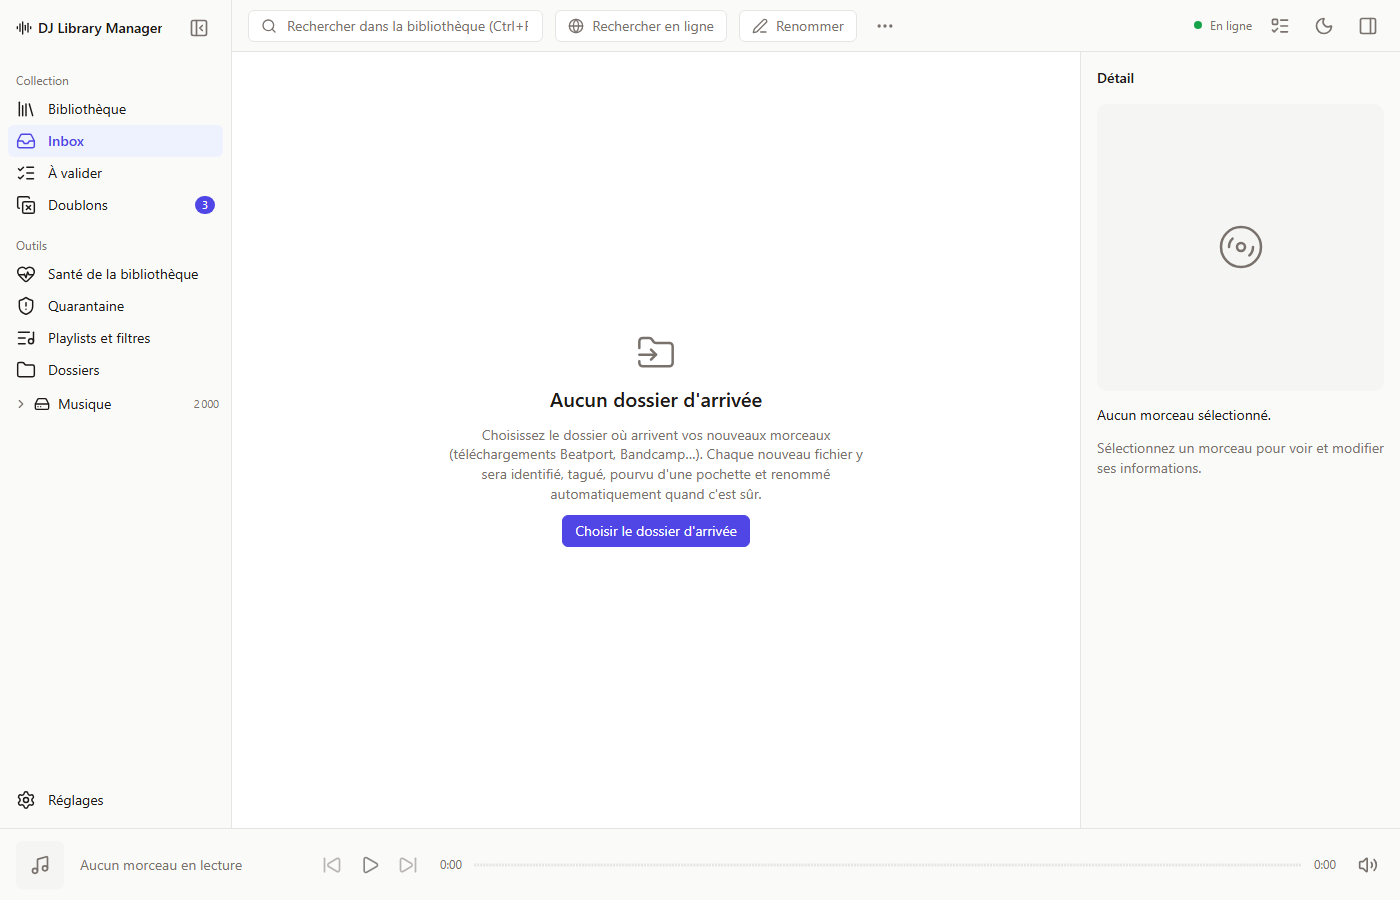 DJ Library Manager
Rechercher dans la bibliothèque (Ctrl+F
Rechercher en ligne
Renommer
En ligne
Collection
Bibliothèque
Inbox
À valider
Doublons
3
Outils
Santé de la bibliothèque
Quarantaine
Playlists et filtres
Dossiers
Musique
2 000
Réglages
Aucun dossier d'arrivée
Choisissez le dossier où arrivent vos nouveaux morceaux
(téléchargements Beatport, Bandcamp…). Chaque nouveau fichier y
sera identifié, tagué, pourvu d'une pochette et renommé
automatiquement quand c'est sûr.
Choisir le dossier d'arrivée
Détail
Aucun morceau sélectionné.
Sélectionnez un morceau pour voir et modifier
ses informations.
Aucun morceau en lecture
0:00
0:00